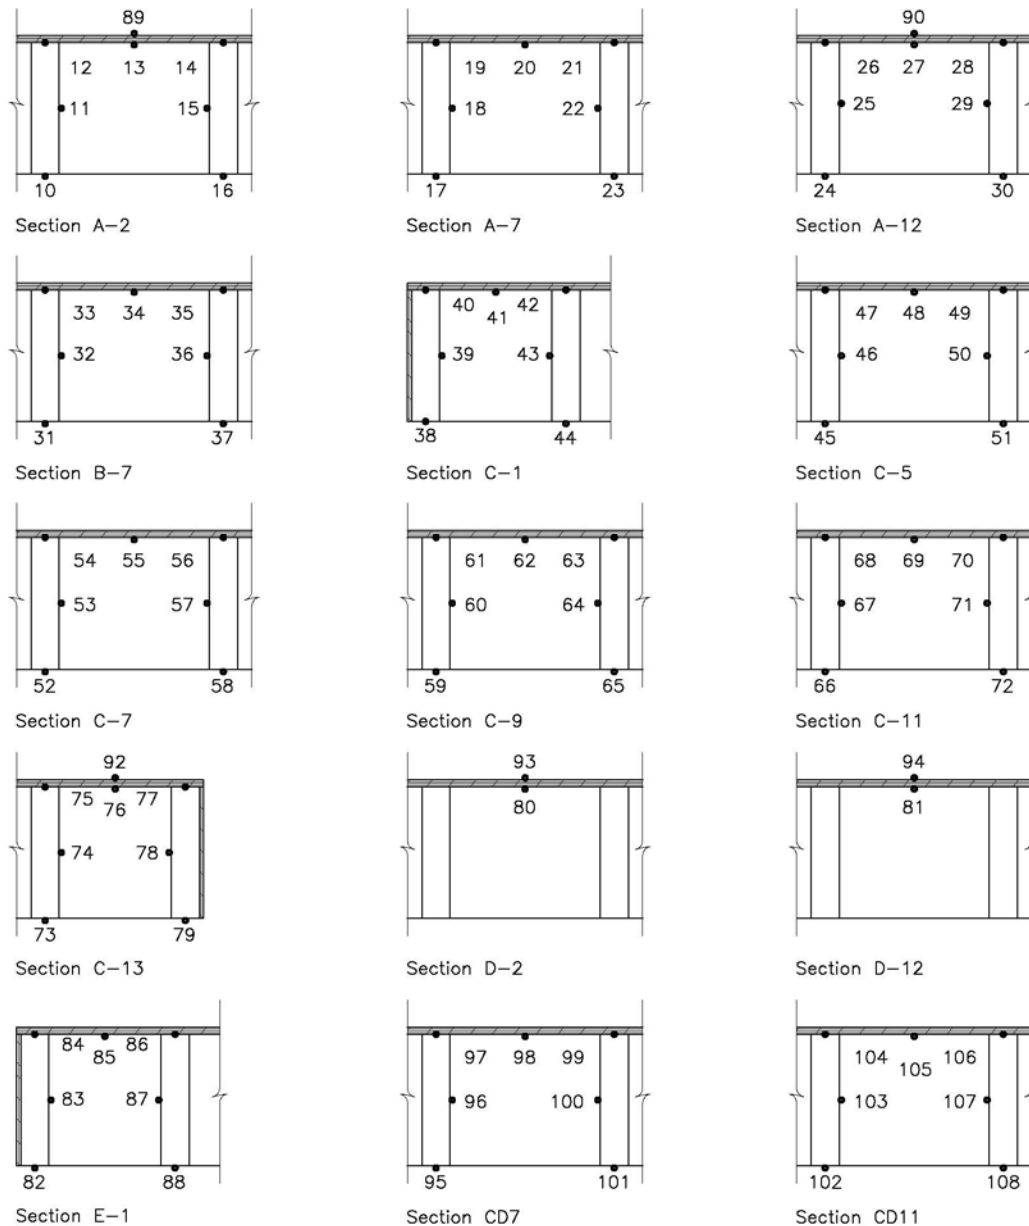 89
12 13 14
11 15
10 16
Section A-2
19 20 21
18 22
17 23
Section A-7
90
26 27 28
25 29
24 30
Section A-12
33 34 35
32 36
31 37
Section B-7
40 41 42
39 43
38 44
Section C-1
47 48 49
46 50
45 51
Section C-5
54 55 56
53 57
52 58
Section C-7
61 62 63
60 64
59 65
Section C-9
68 69 70
67 71
66 72
Section C-11
92
75 76 77
74 78
73 79
Section C-13
93
80
Section D-2
94
81
Section D-12
84 85 86
83 87
82 88
Section E-1
97 98 99
96 100
95 101
Section CD7
104 105 106
103 107
102 108
Section CD11